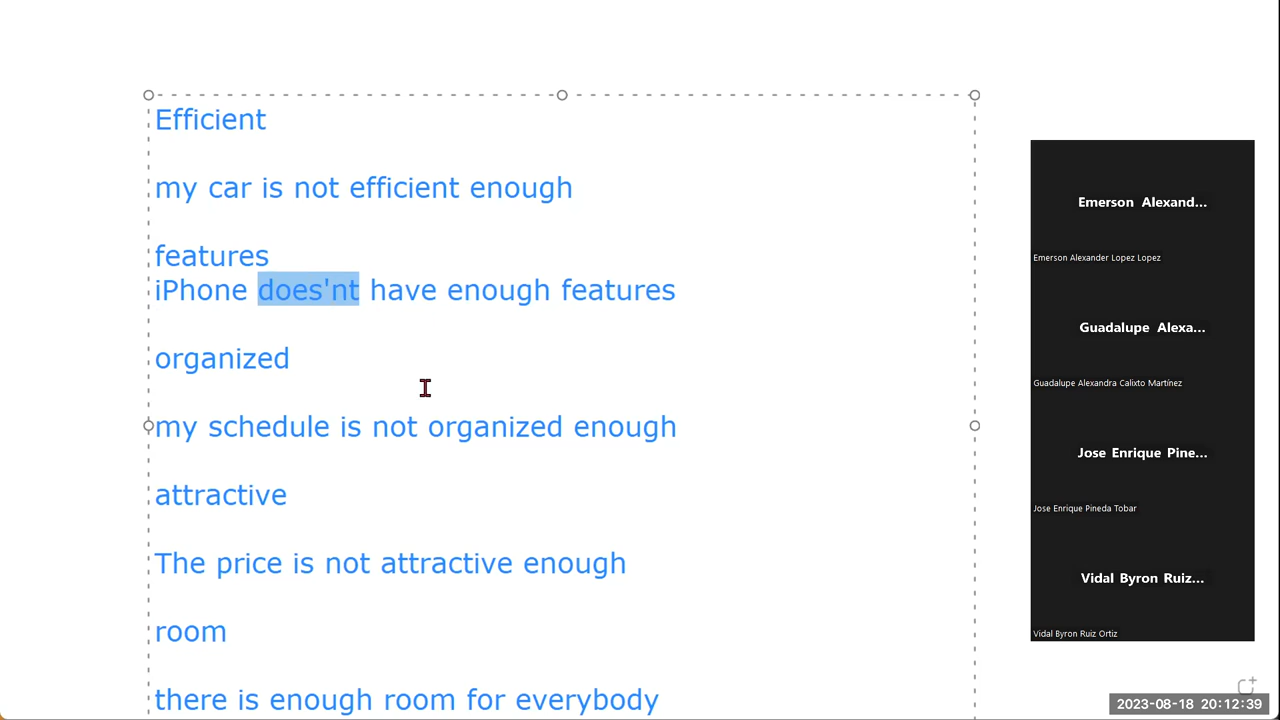 Efficient
my car is not efficient enough
features
iPhone does'nt have enough features
organized
my schedule is not organized enough
attractive
The price is not attractive enough
room
there is enough room for everybody
Emerson Alexand...
Emerson Alexander Lopez Lopez
Guadalupe Alexa...
Guadalupe Alexandra Calixto Martínez
Jose Enrique Pine...
Jose Enrique Pineda Tobar
Vidal Byron Ruiz...
Vidal Byron Ruiz Ortiz
2023-08-18 20:12:39